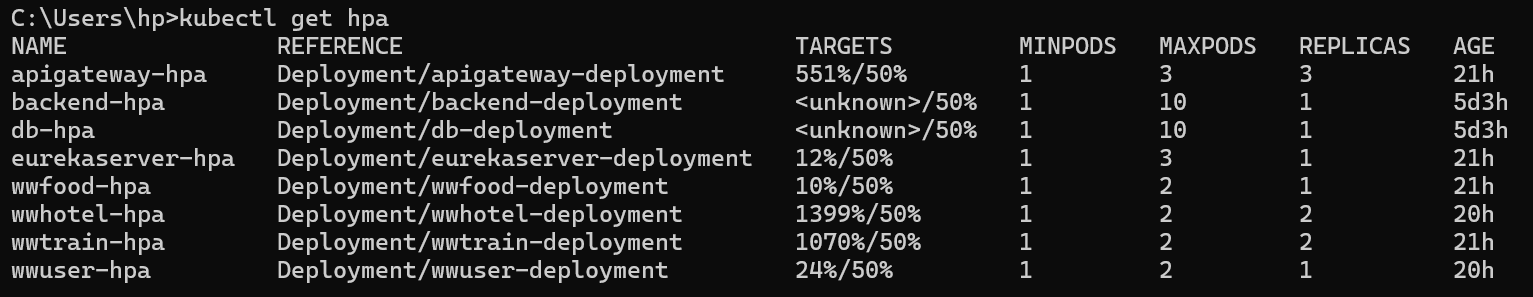 C:\Users\hp>kubectl get hpa
NAME REFERENCE TARGETS MINPODS MAXPODS REPLICAS AGE
apigateway-hpa Deployment/apigateway-deployment 551%/50% 1 3 3 21h
backend-hpa Deployment/backend-deployment <unknown>/50% 1 10 1 5d3h
db-hpa Deployment/db-deployment <unknown>/50% 1 10 1 5d3h
eurekaserver-hpa Deployment/eurekaserver-deployment 12%/50% 1 3 1 21h
wwfood-hpa Deployment/wwfood-deployment 10%/50% 1 2 1 21h
wwhotel-hpa Deployment/wwhotel-deployment 1399%/50% 1 2 2 20h
wwtrain-hpa Deployment/wwtrain-deployment 1070%/50% 1 2 2 21h
wwuser-hpa Deployment/wwuser-deployment 24%/50% 1 2 1 20h